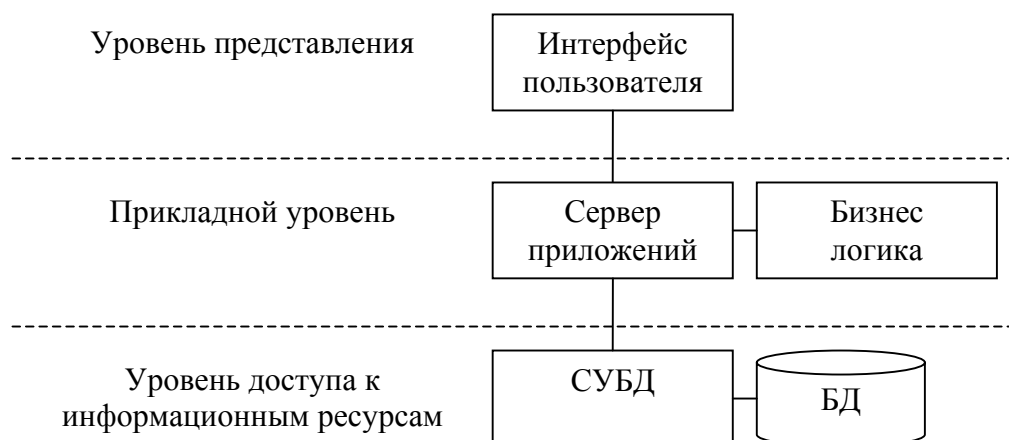 Уровень представления
Интерфейс
пользователя
Прикладной уровень
Сервер
приложений
Бизнес
логика
Уровень доступа к
информационным ресурсам
СУБД
БД